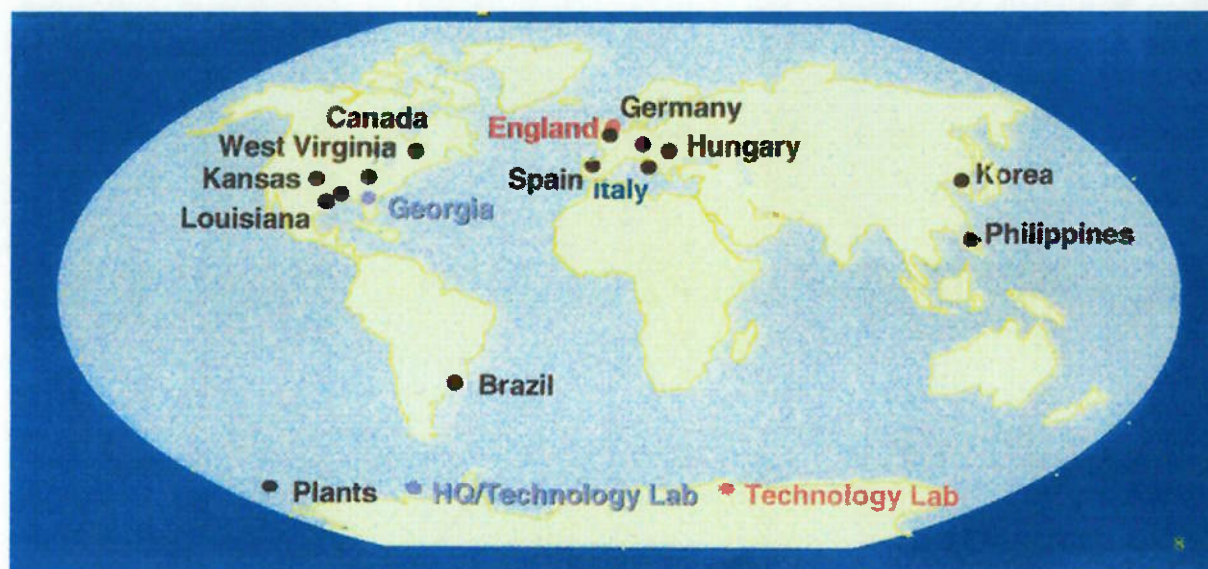 Germany
England
Canada
West Virginia
Hungary
Kansas
Spain
Italy
Korea
Louisiana
Georgia
Philippines
Brazil
Plants
HQ/Technology Lab
Technology Lab
8